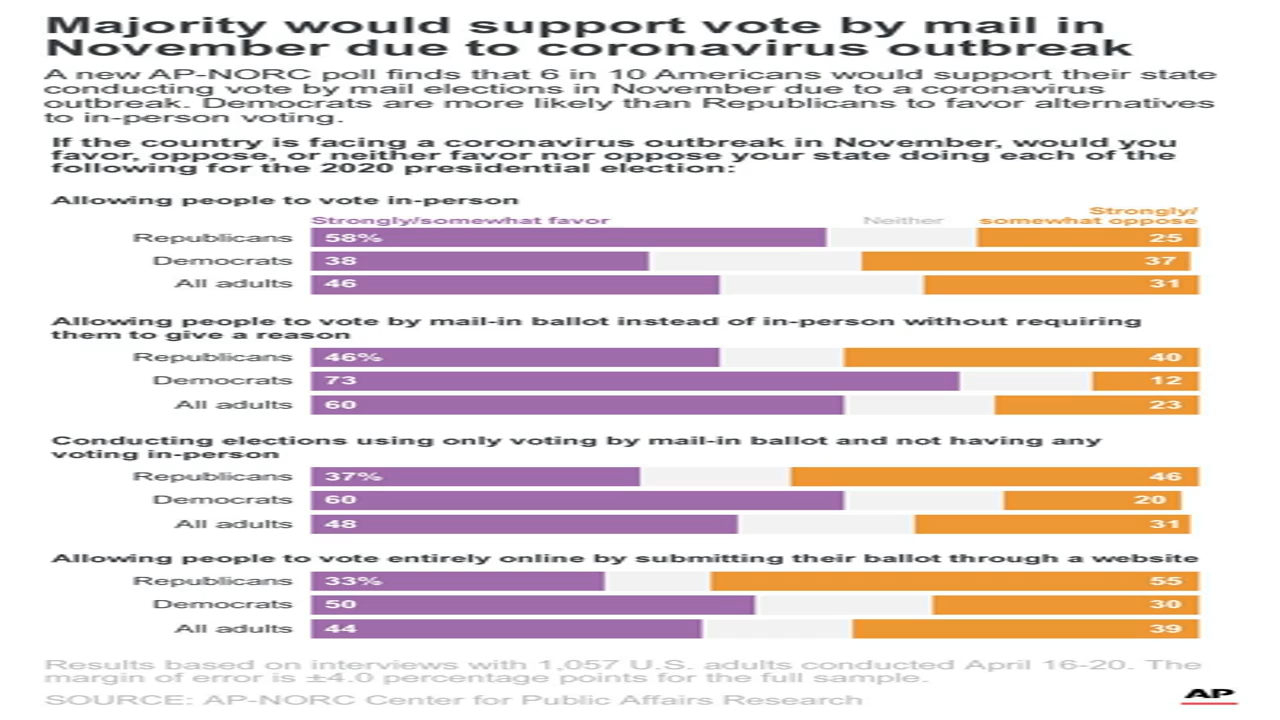 Majority would support vote by mail in
November due to coronavirus outbreak
A new AP-NORC poll finds that 6 in 10 Americans would support their state
conducting vote by mail elections in November due to a coronavirus
outbreak. Democrats are more likely than Republicans to favor alternatives
to in-person voting.
If the country is facing a coronavirus outbreak in November, would you
favor, oppose, or neither favor nor oppose your state doing each of the
following for the 2020 presidential election:
Allowing people to vote in-person
Strongly/somewhat favor Neither Strongly/
somewhat oppose
Republicans 58% 25
Democrats 38 37
All adults 46 31
Allowing people to vote by mail-in ballot instead of in-person without requiring
them to give a reason
Republicans 46% 40
Democrats 73 12
All adults 60 23
Conducting elections using only voting by mail-in ballot and not having any
voting in-person
Republicans 37% 46
Democrats 60 20
All adults 48 31
Allowing people to vote entirely online by submitting their ballot through a website
Republicans 33% 55
Democrats 50 30
All adults 44 39
Results based on interviews with 1,057 U.S. adults conducted April 16-20. The
margin of error is ±4.0 percentage points for the full sample.
SOURCE: AP-NORC Center for Public Affairs Research
AP